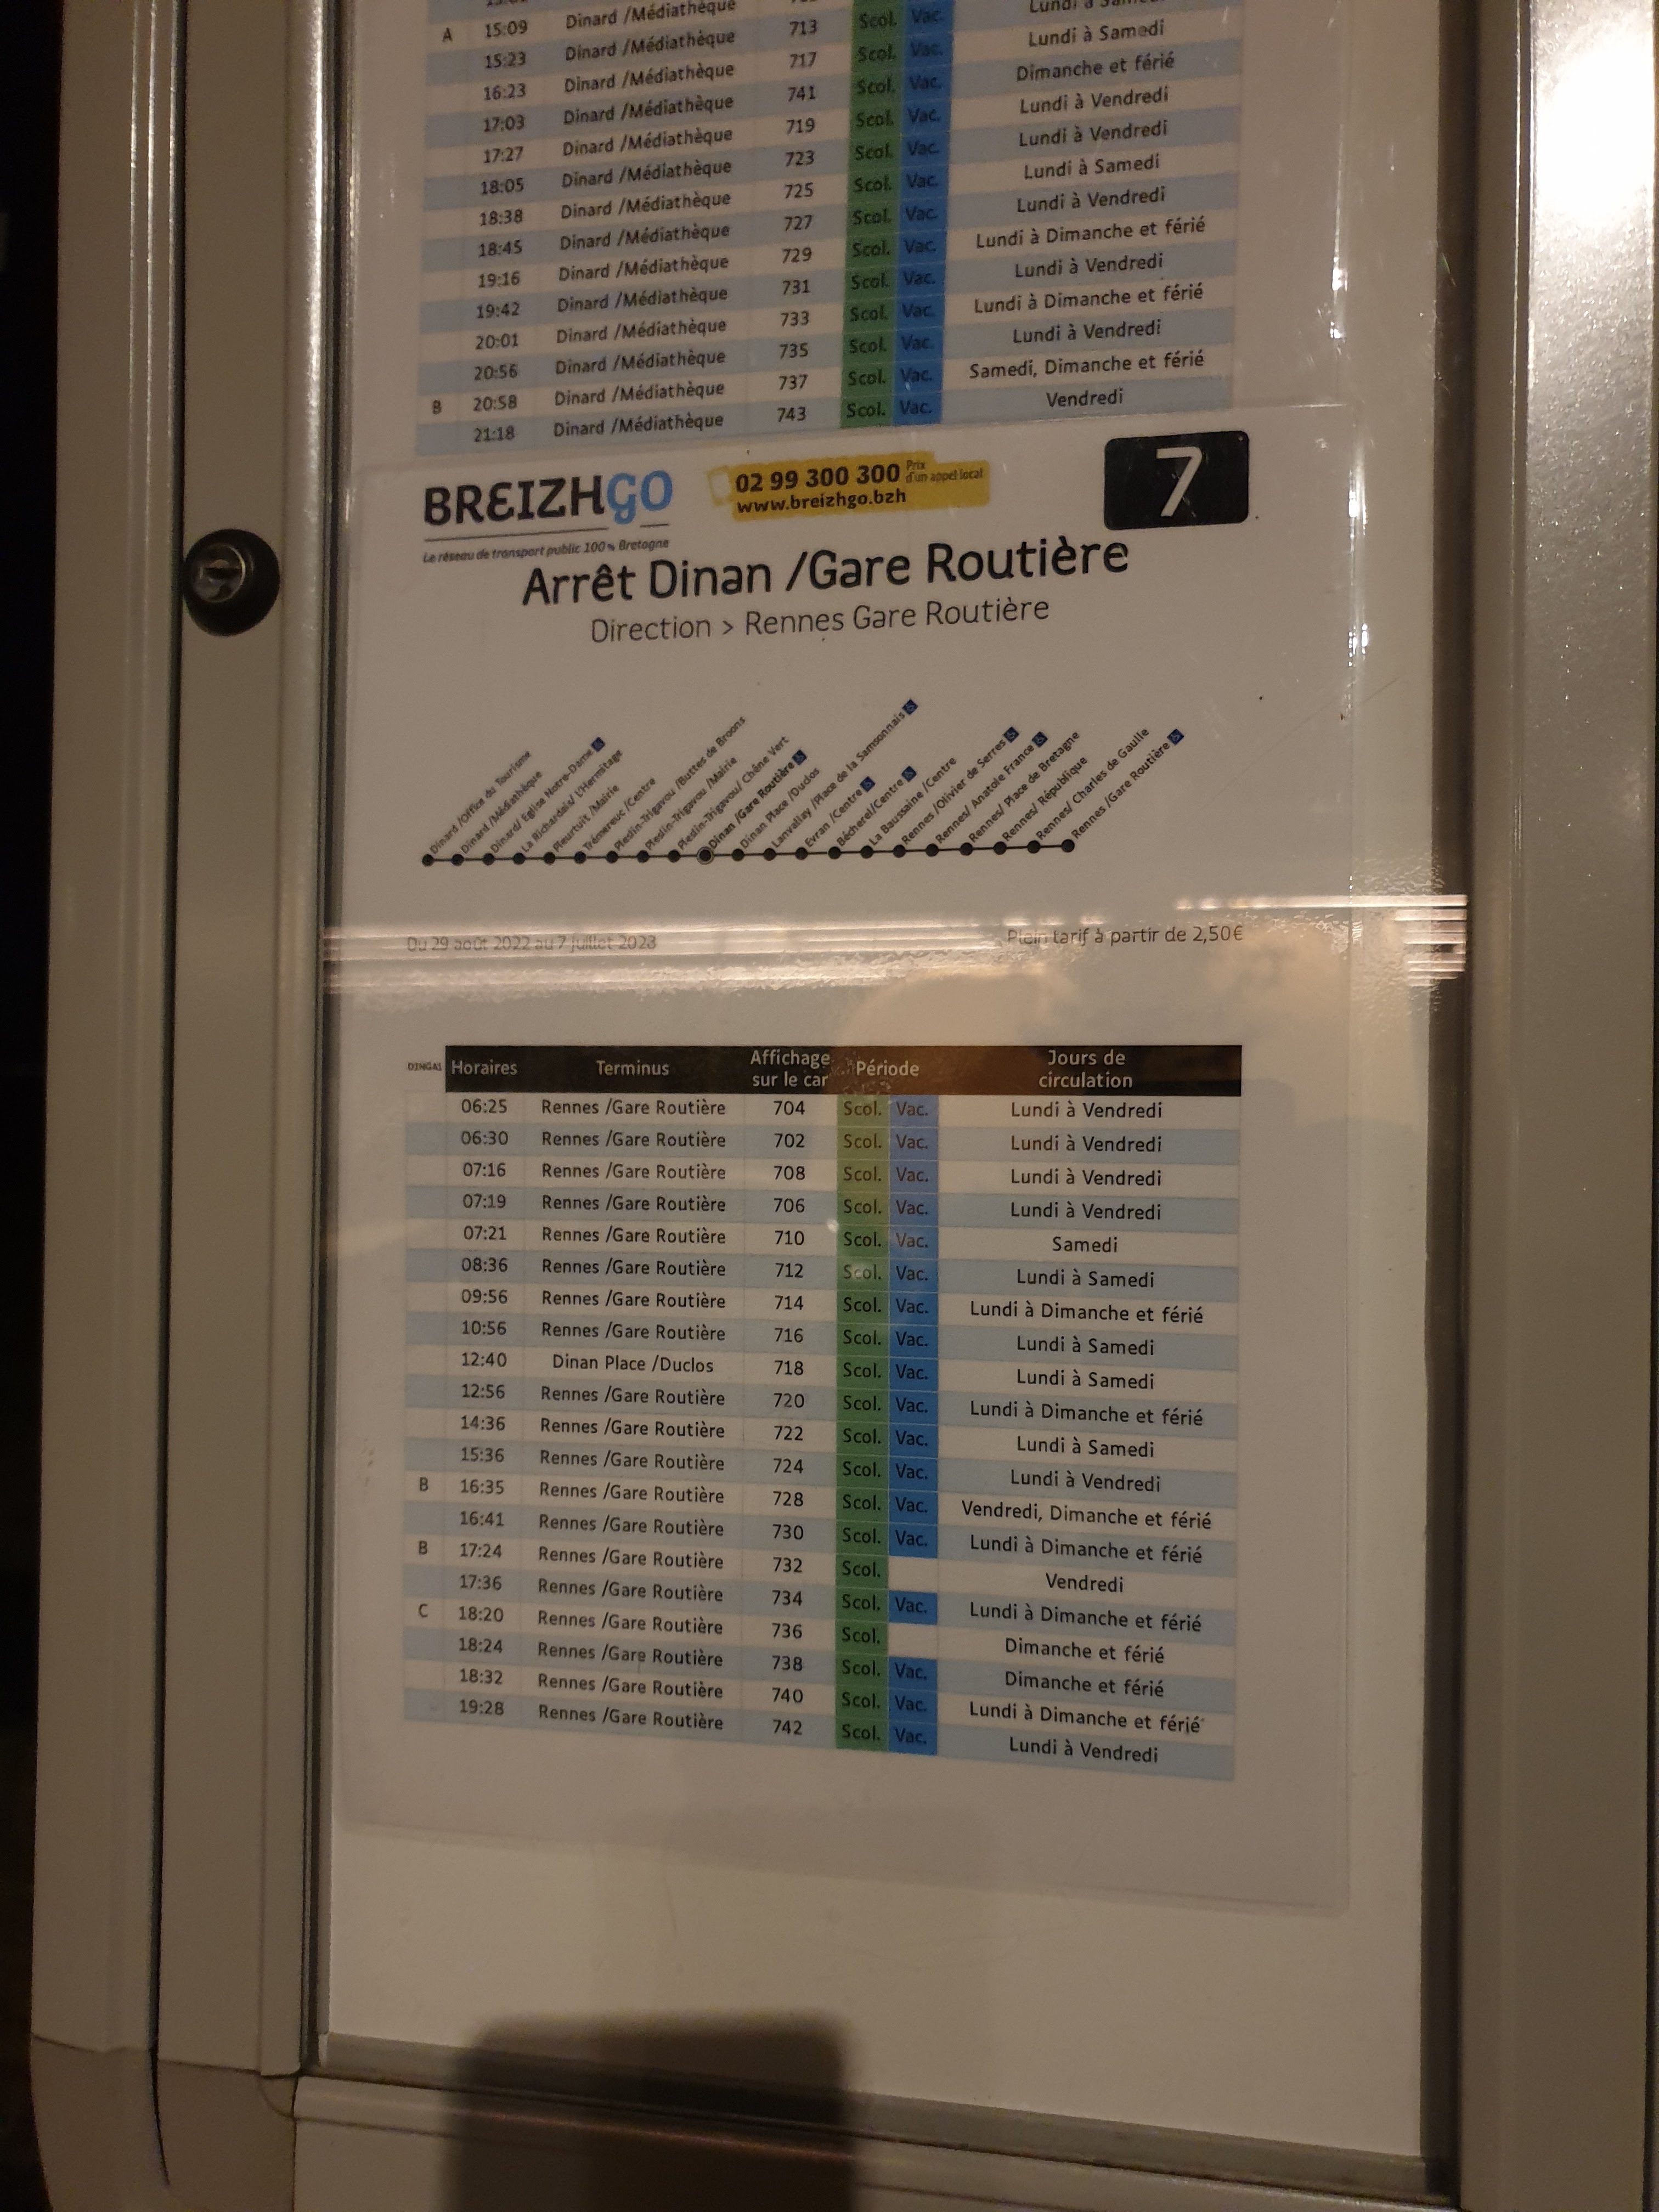 A 15:09 Dinard /Médiathèque 713 Scol. Vac. Lundi à Samedi
15:23 Dinard /Médiathèque 717 Scol. Vac. Dimanche et férié
16:23 Dinard /Médiathèque 741 Scol. Vac. Lundi à Vendredi
17:03 Dinard /Médiathèque 719 Scol. Vac. Lundi à Vendredi
17:27 Dinard /Médiathèque 723 Scol. Vac. Lundi à Samedi
18:05 Dinard /Médiathèque 725 Scol. Vac. Lundi à Vendredi
18:38 Dinard /Médiathèque 727 Scol. Vac. Lundi à Dimanche et férié
18:45 Dinard /Médiathèque 729 Scol. Vac. Lundi à Vendredi
19:16 Dinard /Médiathèque 731 Scol. Vac. Lundi à Dimanche et férié
19:42 Dinard /Médiathèque 733 Scol. Vac. Lundi à Vendredi
20:01 Dinard /Médiathèque 735 Scol. Vac. Samedi, Dimanche et férié
20:56 Dinard /Médiathèque 737 Scol. Vac. Vendredi
B 20:58 Dinard /Médiathèque 743 Scol. Vac.
21:18 Dinard /Médiathèque
BREIZHGO
Le réseau de transport public 100% Bretagne
02 99 300 300 Prix d'un appel local
www.breizhgo.bzh
7
Arrêt Dinan /Gare Routière
Direction > Rennes Gare Routière
Dinard /Office du Tourisme
Dinard /Médiathèque
Dinard/ Eglise Notre-Dame
La Richardais/ L'Hermitage
Pleurtuit /Mairie
Trémereuc /Centre
Pleslin-Trigavou /Buttes de Broons
Pleslin-Trigavou /Mairie
Pleslin-Trigavou/ Chêne Vert
Dinan /Gare Routière
Dinan Place /Duclos
Lanvallay /Place de la Samsonnais
Evran /Centre
Bécherel/Centre
La Baussaine /Centre
Rennes /Olivier de Serres
Rennes/ Anatole France
Rennes/ Place de Bretagne
Rennes/ République
Rennes/ Charles de Gaulle
Rennes /Gare Routière
Du 29 août 2022 au 7 juillet 2023
Plein tarif à partir de 2,50€
DINGA1 Horaires Terminus Affichage sur le car Période Jours de circulation
06:25 Rennes /Gare Routière 704 Scol. Vac. Lundi à Vendredi
06:30 Rennes /Gare Routière 702 Scol. Vac. Lundi à Vendredi
07:16 Rennes /Gare Routière 708 Scol. Vac. Lundi à Vendredi
07:19 Rennes /Gare Routière 706 Scol. Vac. Lundi à Vendredi
07:21 Rennes /Gare Routière 710 Scol. Vac. Samedi
08:36 Rennes /Gare Routière 712 Scol. Vac. Lundi à Samedi
09:56 Rennes /Gare Routière 714 Scol. Vac. Lundi à Dimanche et férié
10:56 Rennes /Gare Routière 716 Scol. Vac. Lundi à Samedi
12:40 Dinan Place /Duclos 718 Scol. Vac. Lundi à Samedi
12:56 Rennes /Gare Routière 720 Scol. Vac. Lundi à Dimanche et férié
14:36 Rennes /Gare Routière 722 Scol. Vac. Lundi à Samedi
15:36 Rennes /Gare Routière 724 Scol. Vac. Lundi à Vendredi
B 16:35 Rennes /Gare Routière 728 Scol. Vac. Vendredi, Dimanche et férié
16:41 Rennes /Gare Routière 730 Scol. Vac. Lundi à Dimanche et férié
B 17:24 Rennes /Gare Routière 732 Scol. Vendredi
17:36 Rennes /Gare Routière 734 Scol. Vac. Lundi à Dimanche et férié
C 18:20 Rennes /Gare Routière 736 Scol. Dimanche et férié
18:24 Rennes /Gare Routière 738 Scol. Vac. Dimanche et férié
18:32 Rennes /Gare Routière 740 Scol. Vac. Lundi à Dimanche et férié
19:28 Rennes /Gare Routière 742 Scol. Vac. Lundi à Vendredi